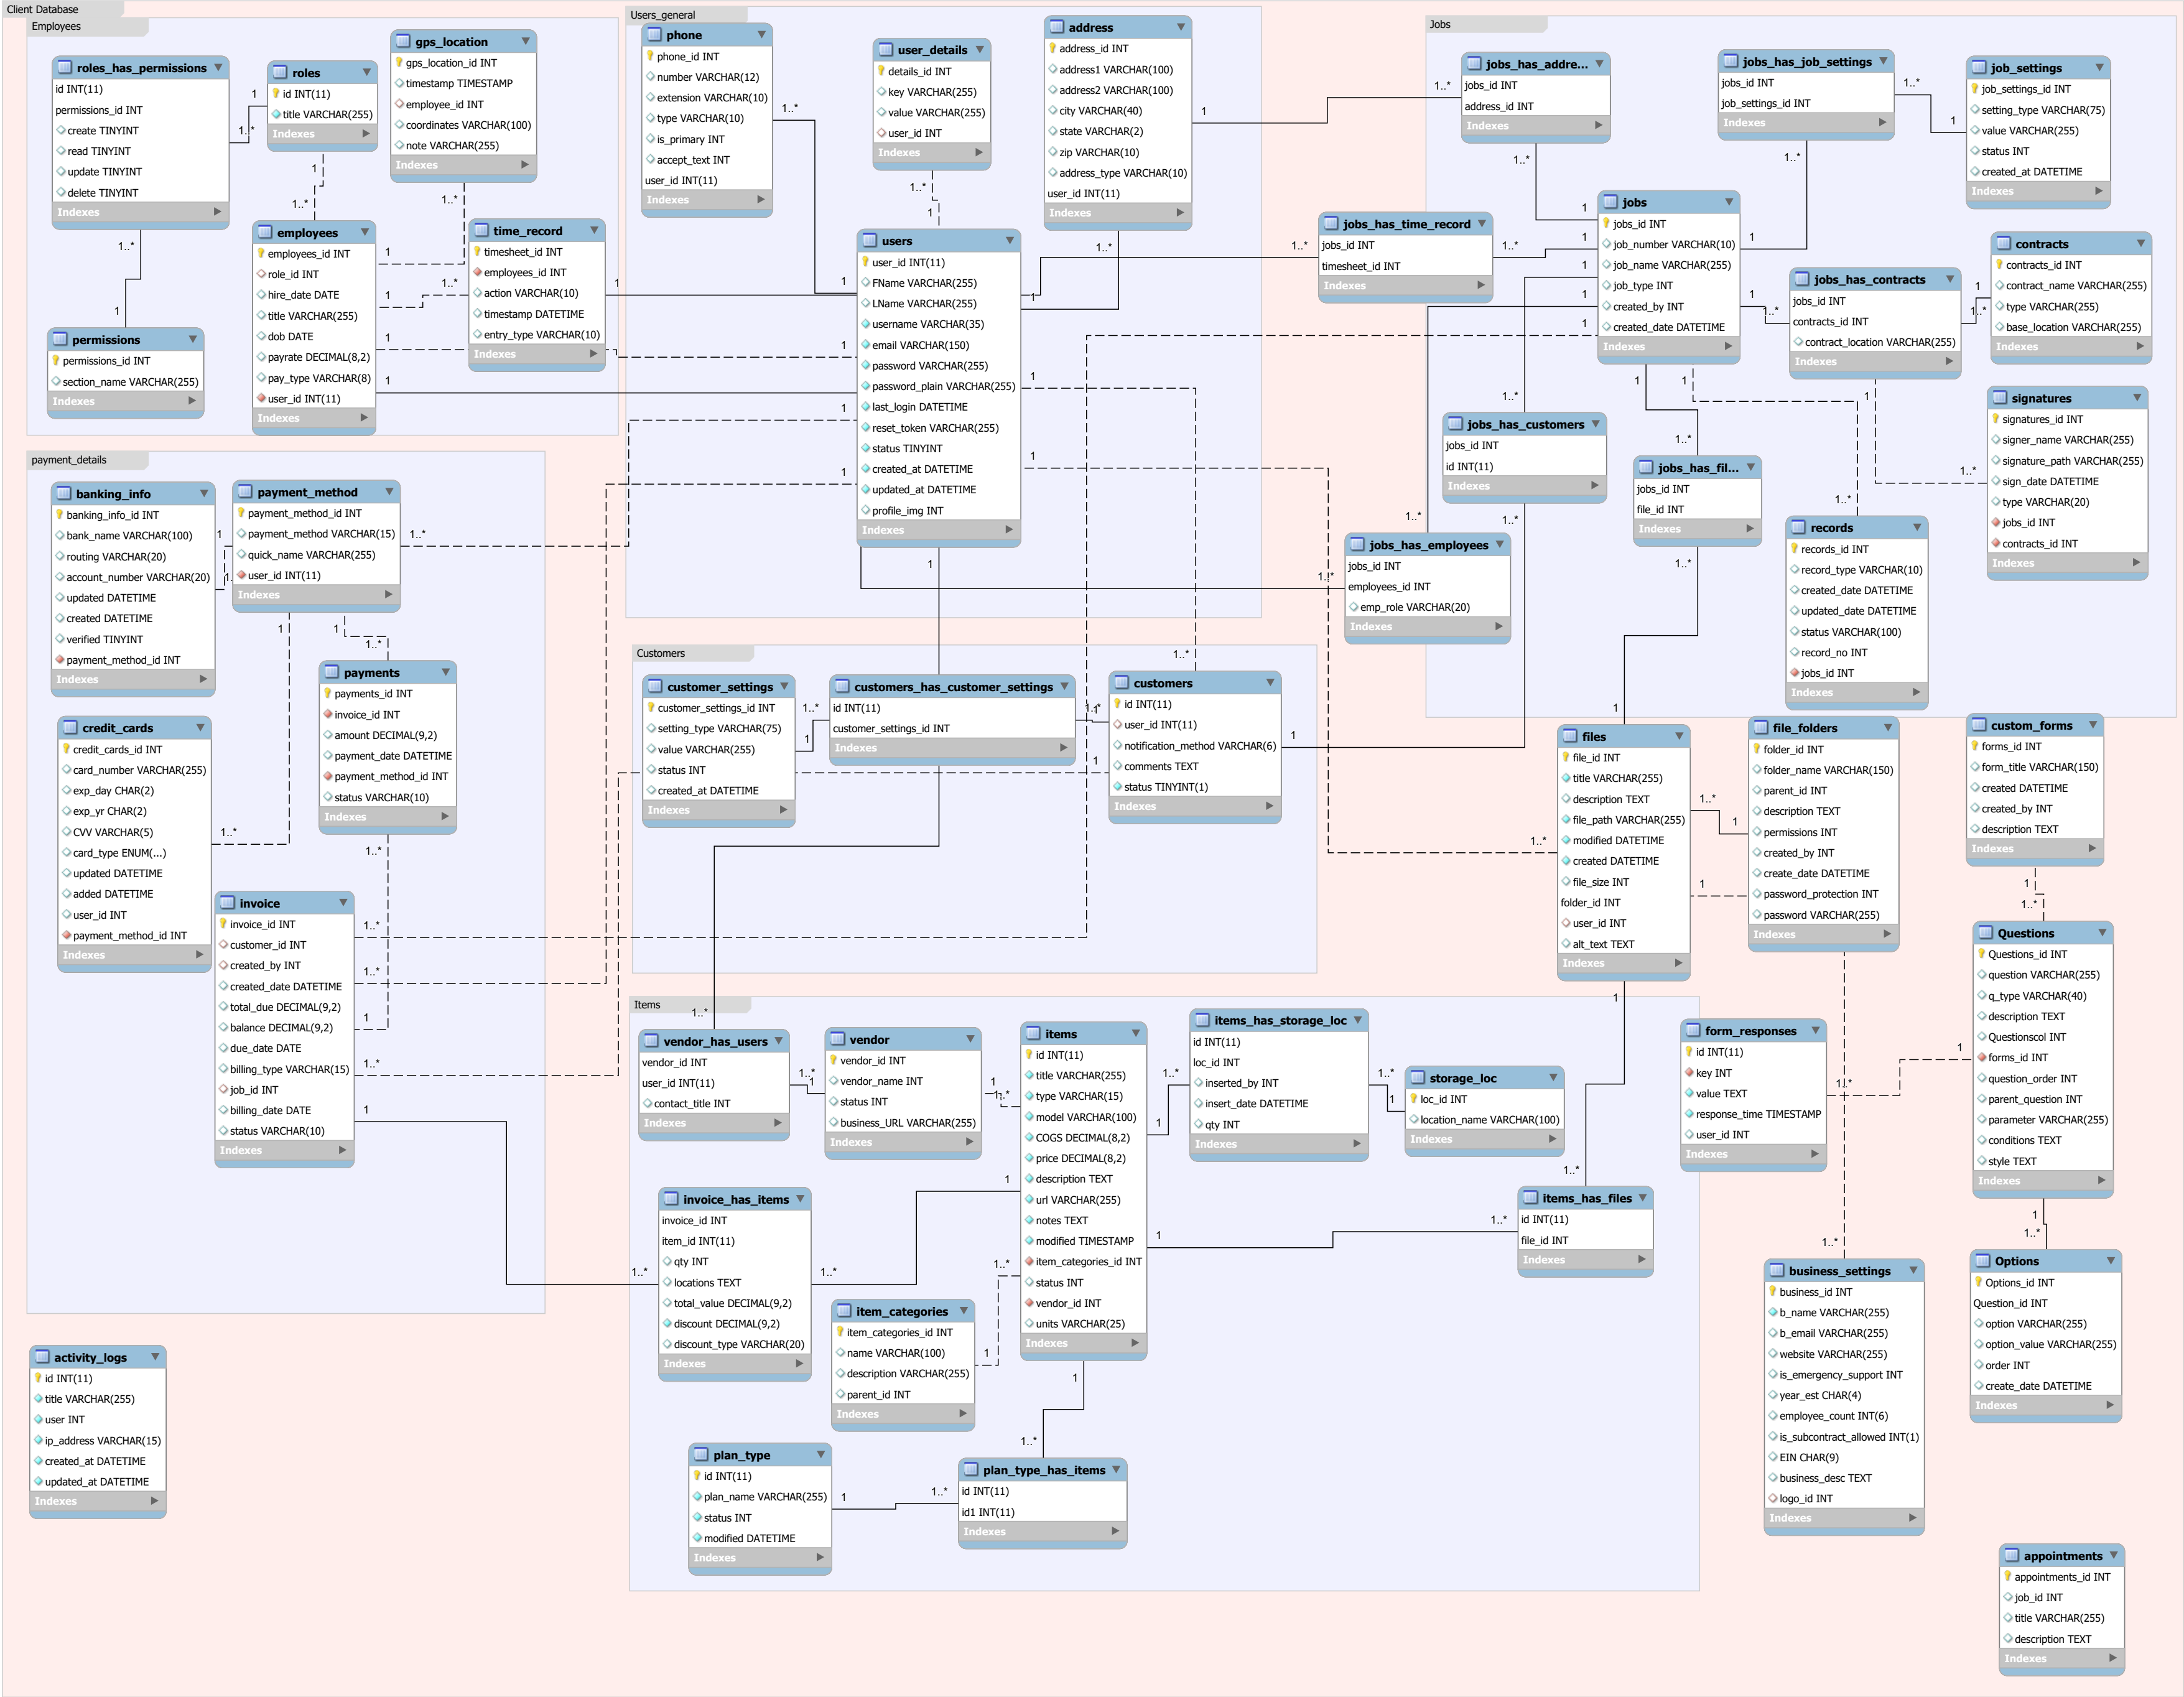 Client Database
Employees
roles_has_permissions
id INT(11)
permissions_id INT
create TINYINT
read TINYINT
update TINYINT
delete TINYINT
Indexes
roles
id INT(11)
title VARCHAR(255)
Indexes
gps_location
gps_location_id INT
timestamp TIMESTAMP
employee_id INT
coordinates VARCHAR(100)
note VARCHAR(255)
Indexes
employees
employees_id INT
role_id INT
hire_date DATE
title VARCHAR(255)
dob DATE
payrate DECIMAL(8,2)
pay_type VARCHAR(8)
user_id INT(11)
Indexes
time_record
timesheet_id INT
employees_id INT
action VARCHAR(10)
timestamp DATETIME
entry_type VARCHAR(10)
Indexes
permissions
permissions_id INT
section_name VARCHAR(255)
Indexes
Users_general
phone
phone_id INT
number VARCHAR(12)
extension VARCHAR(10)
type VARCHAR(10)
is_primary INT
accept_text INT
user_id INT(11)
Indexes
user_details
details_id INT
key VARCHAR(255)
value VARCHAR(255)
user_id INT
Indexes
address
address_id INT
address1 VARCHAR(100)
address2 VARCHAR(100)
city VARCHAR(40)
state VARCHAR(2)
zip VARCHAR(10)
address_type VARCHAR(10)
user_id INT(11)
Indexes
users
user_id INT(11)
FName VARCHAR(255)
LName VARCHAR(255)
username VARCHAR(35)
email VARCHAR(150)
password VARCHAR(255)
password_plain VARCHAR(255)
last_login DATETIME
reset_token VARCHAR(255)
status TINYINT
created_at DATETIME
updated_at DATETIME
profile_img INT
Indexes
Jobs
jobs_has_addre...
jobs_id INT
address_id INT
Indexes
jobs_has_job_settings
jobs_id INT
job_settings_id INT
Indexes
job_settings
job_settings_id INT
setting_type VARCHAR(75)
value VARCHAR(255)
status INT
created_at DATETIME
Indexes
jobs_has_time_record
jobs_id INT
timesheet_id INT
Indexes
jobs
jobs_id INT
job_number VARCHAR(10)
job_name VARCHAR(255)
job_type INT
created_by INT
created_date DATETIME
Indexes
jobs_has_contracts
jobs_id INT
contracts_id INT
contract_location VARCHAR(255)
Indexes
contracts
contracts_id INT
contract_name VARCHAR(255)
type VARCHAR(255)
base_location VARCHAR(255)
Indexes
signatures
signatures_id INT
signer_name VARCHAR(255)
signature_path VARCHAR(255)
sign_date DATETIME
type VARCHAR(20)
jobs_id INT
contracts_id INT
Indexes
jobs_has_customers
jobs_id INT
id INT(11)
Indexes
jobs_has_fil...
jobs_id INT
file_id INT
Indexes
records
records_id INT
record_type VARCHAR(10)
created_date DATETIME
updated_date DATETIME
status VARCHAR(100)
record_no INT
jobs_id INT
Indexes
jobs_has_employees
jobs_id INT
employees_id INT
emp_role VARCHAR(20)
Indexes
payment_details
banking_info
banking_info_id INT
bank_name VARCHAR(100)
routing VARCHAR(20)
account_number VARCHAR(20)
updated DATETIME
created DATETIME
verified TINYINT
payment_method_id INT
Indexes
payment_method
payment_method_id INT
payment_method VARCHAR(15)
quick_name VARCHAR(255)
user_id INT(11)
Indexes
payments
payments_id INT
invoice_id INT
amount DECIMAL(9,2)
payment_date DATETIME
payment_method_id INT
status VARCHAR(10)
Indexes
credit_cards
credit_cards_id INT
card_number VARCHAR(255)
exp_day CHAR(2)
exp_yr CHAR(2)
CVV VARCHAR(5)
card_type ENUM(...)
updated DATETIME
added DATETIME
user_id INT
payment_method_id INT
Indexes
invoice
invoice_id INT
customer_id INT
created_by INT
created_date DATETIME
total_due DECIMAL(9,2)
balance DECIMAL(9,2)
due_date DATE
billing_type VARCHAR(15)
job_id INT
billing_date DATE
status VARCHAR(10)
Indexes
Customers
customer_settings
customer_settings_id INT
setting_type VARCHAR(75)
value VARCHAR(255)
status INT
created_at DATETIME
Indexes
customers_has_customer_settings
id INT(11)
customer_settings_id INT
Indexes
customers
id INT(11)
user_id INT(11)
notification_method VARCHAR(6)
comments TEXT
status TINYINT(1)
Indexes
files
file_id INT
title VARCHAR(255)
description TEXT
file_path VARCHAR(255)
modified DATETIME
created DATETIME
file_size INT
folder_id INT
user_id INT
alt_text TEXT
Indexes
file_folders
folder_id INT
folder_name VARCHAR(150)
parent_id INT
description TEXT
permissions INT
created_by INT
create_date DATETIME
password_protection INT
password VARCHAR(255)
Indexes
custom_forms
forms_id INT
form_title VARCHAR(150)
created DATETIME
created_by INT
description TEXT
Indexes
Questions
Questions_id INT
question VARCHAR(255)
q_type VARCHAR(40)
description TEXT
Questionscol INT
forms_id INT
question_order INT
parent_question INT
parameter VARCHAR(255)
conditions TEXT
style TEXT
Indexes
form_responses
id INT(11)
key INT
value TEXT
response_time TIMESTAMP
user_id INT
Indexes
Items
vendor_has_users
vendor_id INT
user_id INT(11)
contact_title INT
Indexes
vendor
vendor_id INT
vendor_name INT
status INT
business_URL VARCHAR(255)
Indexes
items
id INT(11)
title VARCHAR(255)
type VARCHAR(15)
model VARCHAR(100)
COGS DECIMAL(8,2)
price DECIMAL(8,2)
description TEXT
url VARCHAR(255)
notes TEXT
modified TIMESTAMP
item_categories_id INT
status INT
vendor_id INT
units VARCHAR(25)
Indexes
items_has_storage_loc
id INT(11)
loc_id INT
inserted_by INT
insert_date DATETIME
qty INT
Indexes
storage_loc
loc_id INT
location_name VARCHAR(100)
Indexes
invoice_has_items
invoice_id INT
item_id INT(11)
qty INT
locations TEXT
total_value DECIMAL(9,2)
discount DECIMAL(9,2)
discount_type VARCHAR(20)
Indexes
item_categories
item_categories_id INT
name VARCHAR(100)
description VARCHAR(255)
parent_id INT
Indexes
items_has_files
id INT(11)
file_id INT
Indexes
plan_type
id INT(11)
plan_name VARCHAR(255)
status INT
modified DATETIME
Indexes
plan_type_has_items
id INT(11)
id1 INT(11)
Indexes
business_settings
business_id INT
b_name VARCHAR(255)
b_email VARCHAR(255)
website VARCHAR(255)
is_emergency_support INT
year_est CHAR(4)
employee_count INT(6)
is_subcontract_allowed INT(1)
EIN CHAR(9)
business_desc TEXT
logo_id INT
Indexes
Options
Options_id INT
Question_id INT
option VARCHAR(255)
option_value VARCHAR(255)
order INT
create_date DATETIME
Indexes
activity_logs
id INT(11)
title VARCHAR(255)
user INT
ip_address VARCHAR(15)
created_at DATETIME
updated_at DATETIME
Indexes
appointments
appointments_id INT
job_id INT
title VARCHAR(255)
description TEXT
Indexes